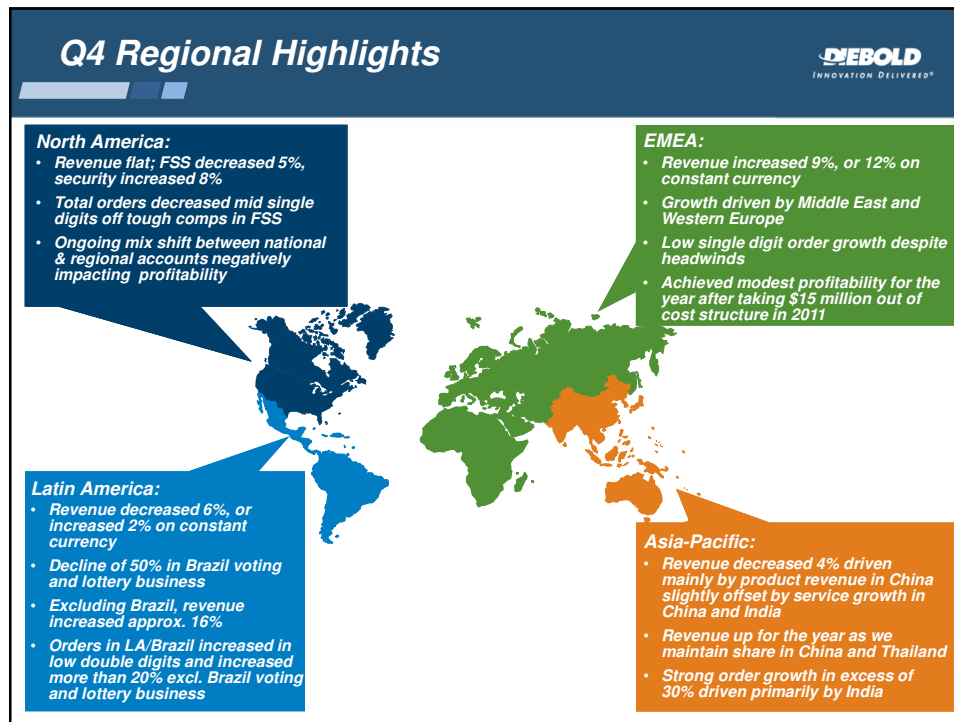 Q4 Regional Highlights
DIEBOLD
INNOVATION DELIVERED®
North America:
• Revenue flat; FSS decreased 5%,
security increased 8%
• Total orders decreased mid single
digits off tough comps in FSS
• Ongoing mix shift between national
& regional accounts negatively
impacting profitability
EMEA:
• Revenue increased 9%, or 12% on
constant currency
• Growth driven by Middle East and
Western Europe
• Low single digit order growth despite
headwinds
• Achieved modest profitability for the
year after taking $15 million out of
cost structure in 2011
Latin America:
• Revenue decreased 6%, or
increased 2% on constant
currency
• Decline of 50% in Brazil voting
and lottery business
• Excluding Brazil, revenue
increased approx. 16%
• Orders in LA/Brazil increased in
low double digits and increased
more than 20% excl. Brazil voting
and lottery business
Asia-Pacific:
• Revenue decreased 4% driven
mainly by product revenue in China
slightly offset by service growth in
China and India
• Revenue up for the year as we
maintain share in China and Thailand
• Strong order growth in excess of
30% driven primarily by India